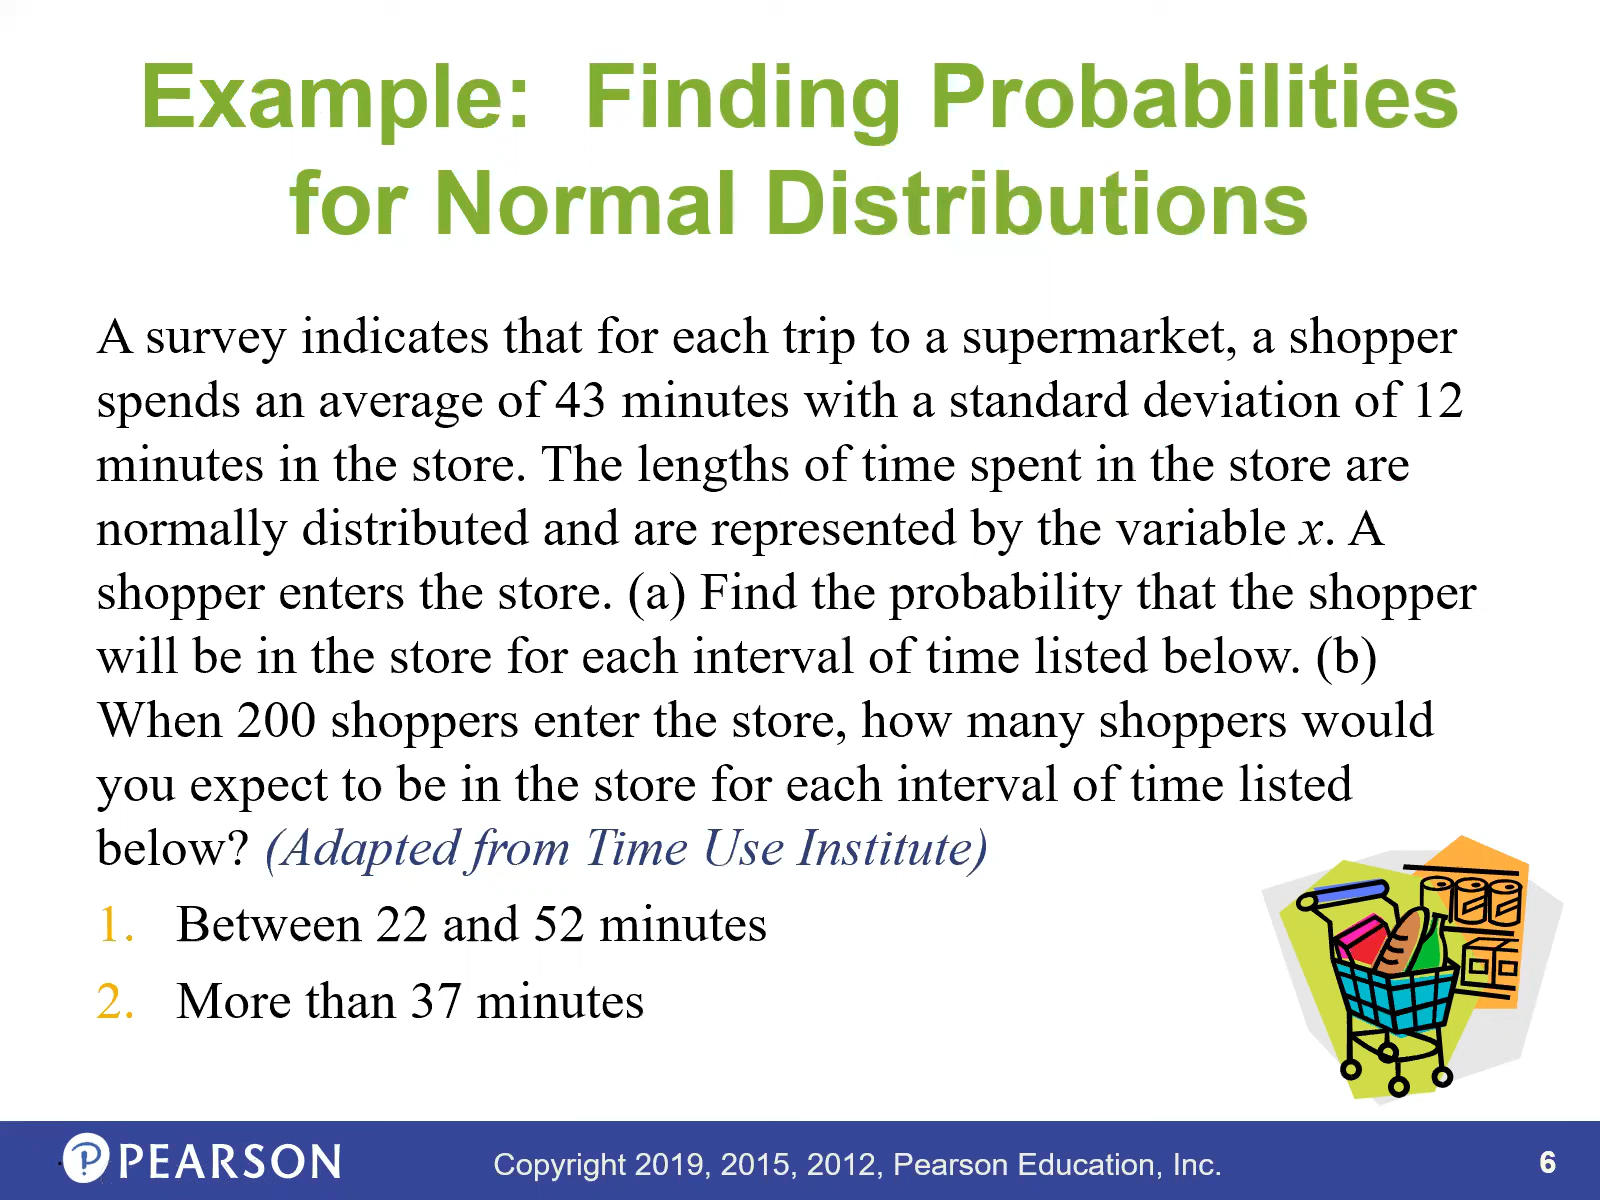 Example: Finding Probabilities
for Normal Distributions
A survey indicates that for each trip to a supermarket, a shopper
spends an average of 43 minutes with a standard deviation of 12
minutes in the store. The lengths of time spent in the store are
normally distributed and are represented by the variable x. A
shopper enters the store. (a) Find the probability that the shopper
will be in the store for each interval of time listed below. (b)
When 200 shoppers enter the store, how many shoppers would
you expect to be in the store for each interval of time listed
below? (Adapted from Time Use Institute)
1. Between 22 and 52 minutes
2. More than 37 minutes
PEARSON
Copyright 2019, 2015, 2012, Pearson Education, Inc.
6